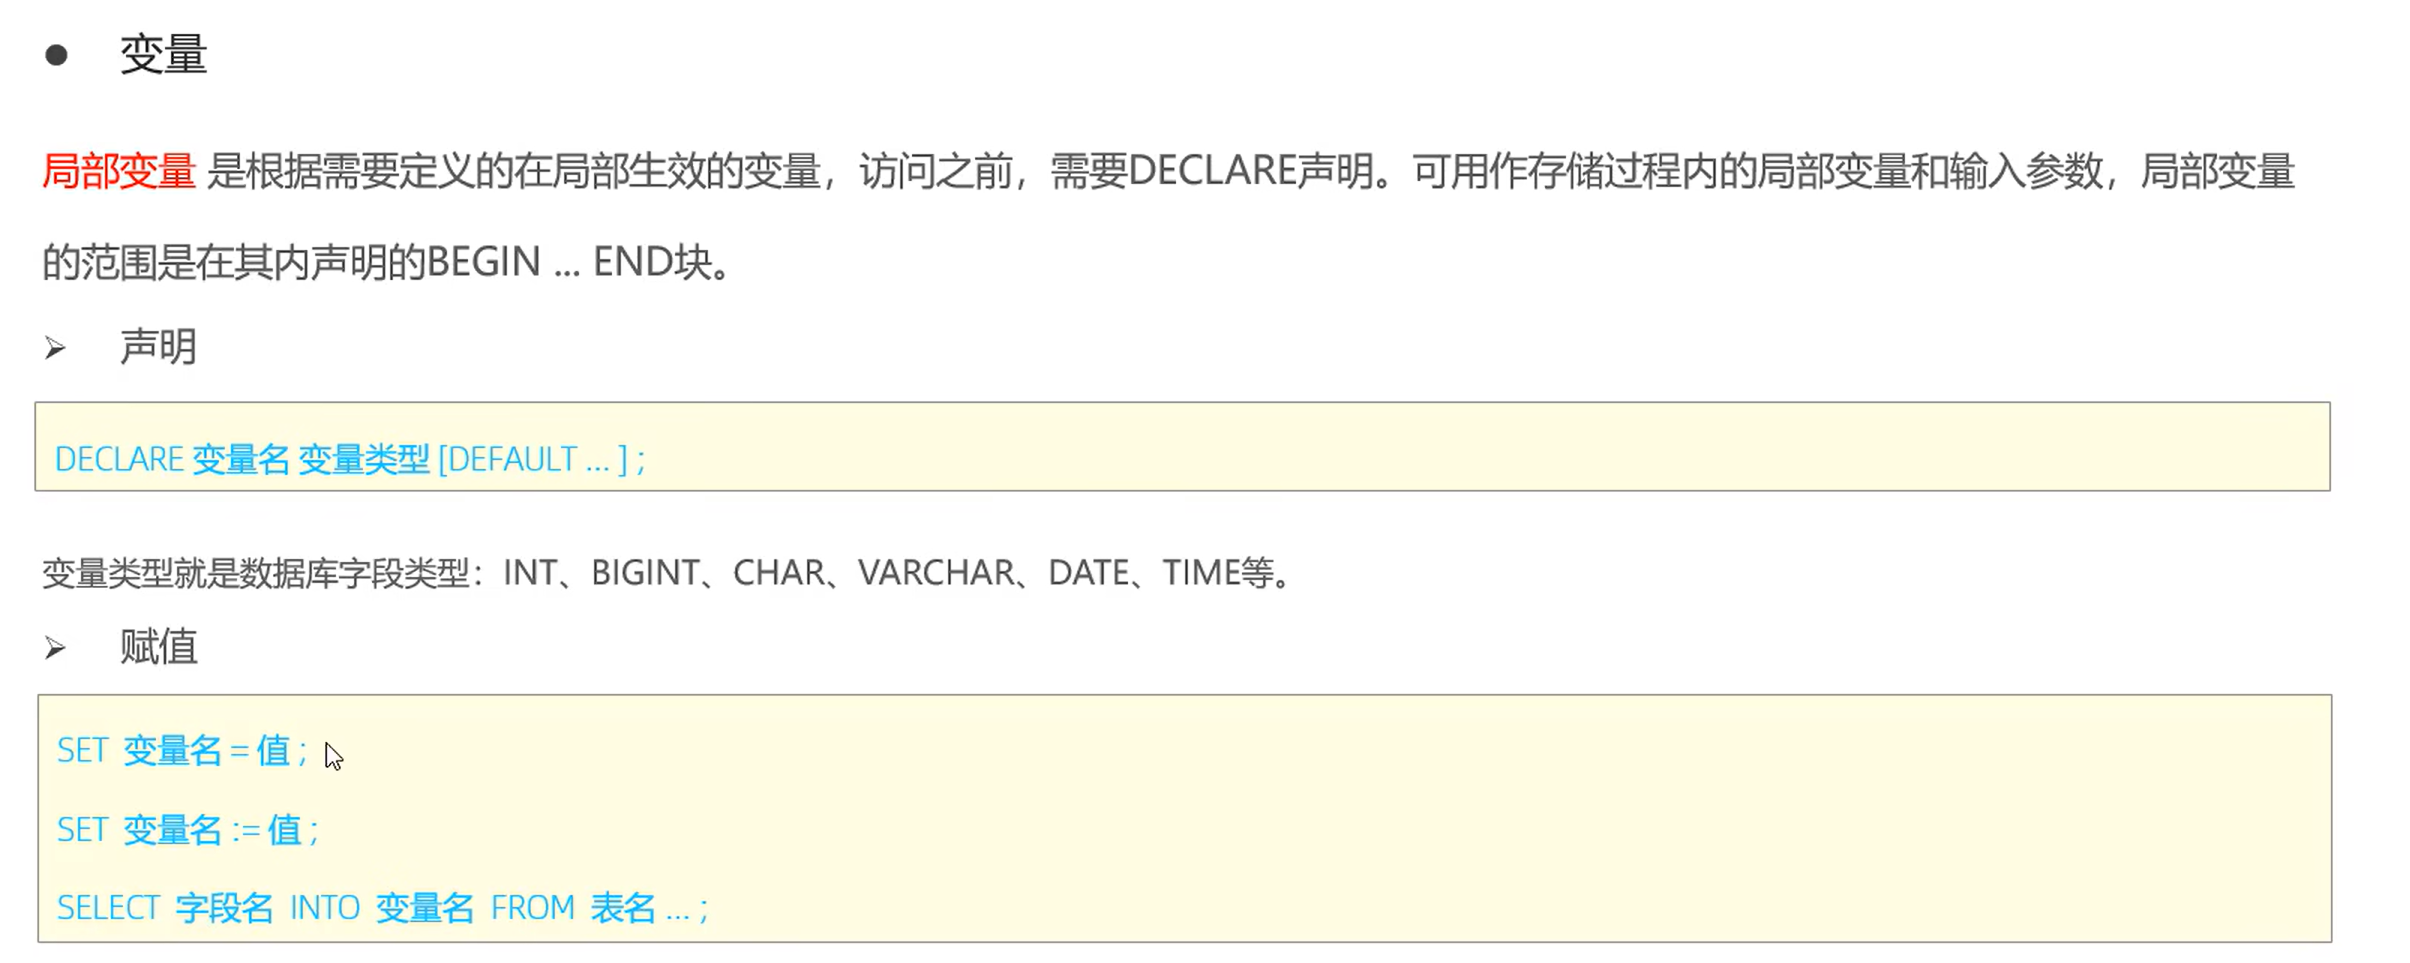 ● 变量
局部变量 是根据需要定义的在局部生效的变量，访问之前，需要DECLARE声明。可用作存储过程内的局部变量和输入参数，局部变量
的范围是在其内声明的BEGIN ... END块。
➢ 声明
DECLARE 变量名 变量类型 [DEFAULT ... ] ;
变量类型就是数据库字段类型：INT、BIGINT、CHAR、VARCHAR、DATE、TIME等。
➢ 赋值
SET 变量名 = 值 ;
SET 变量名 := 值 ;
SELECT 字段名 INTO 变量名 FROM 表名 ... ;